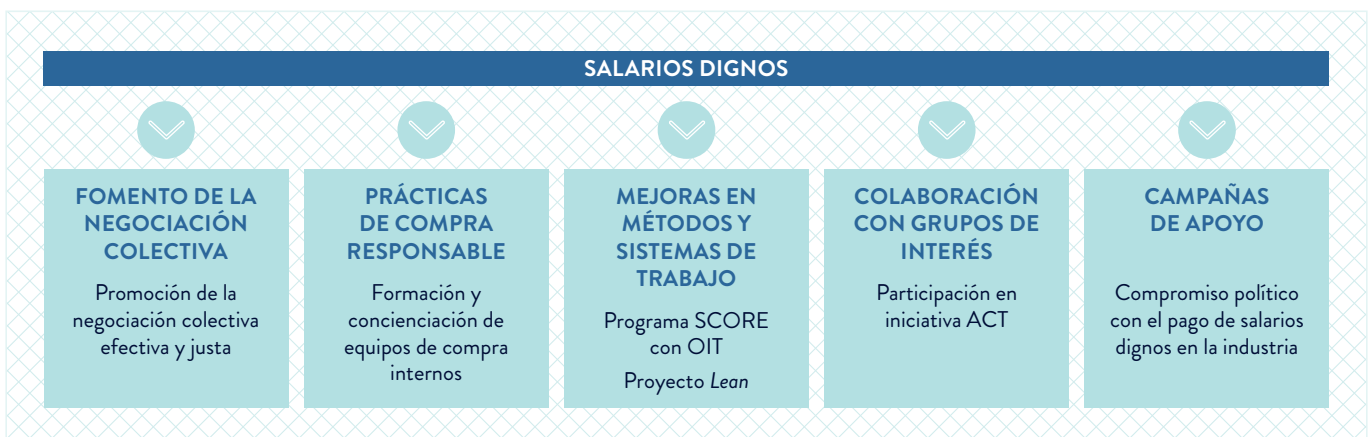 SALARIOS DIGNOS
FOMENTO DE LA
NEGOCIACIÓN
COLECTIVA
Promoción de la
negociación colectiva
efectiva y justa
PRÁCTICAS
DE COMPRA
RESPONSABLE
Formación y
concienciación de
equipos de compra
internos
MEJORAS EN
MÉTODOS Y
SISTEMAS DE
TRABAJO
Programa SCORE
con OIT
Proyecto Lean
COLABORACIÓN
CON GRUPOS DE
INTERÉS
Participación en
iniciativa ACT
CAMPAÑAS
DE APOYO
Compromiso político
con el pago de salarios
dignos en la industria